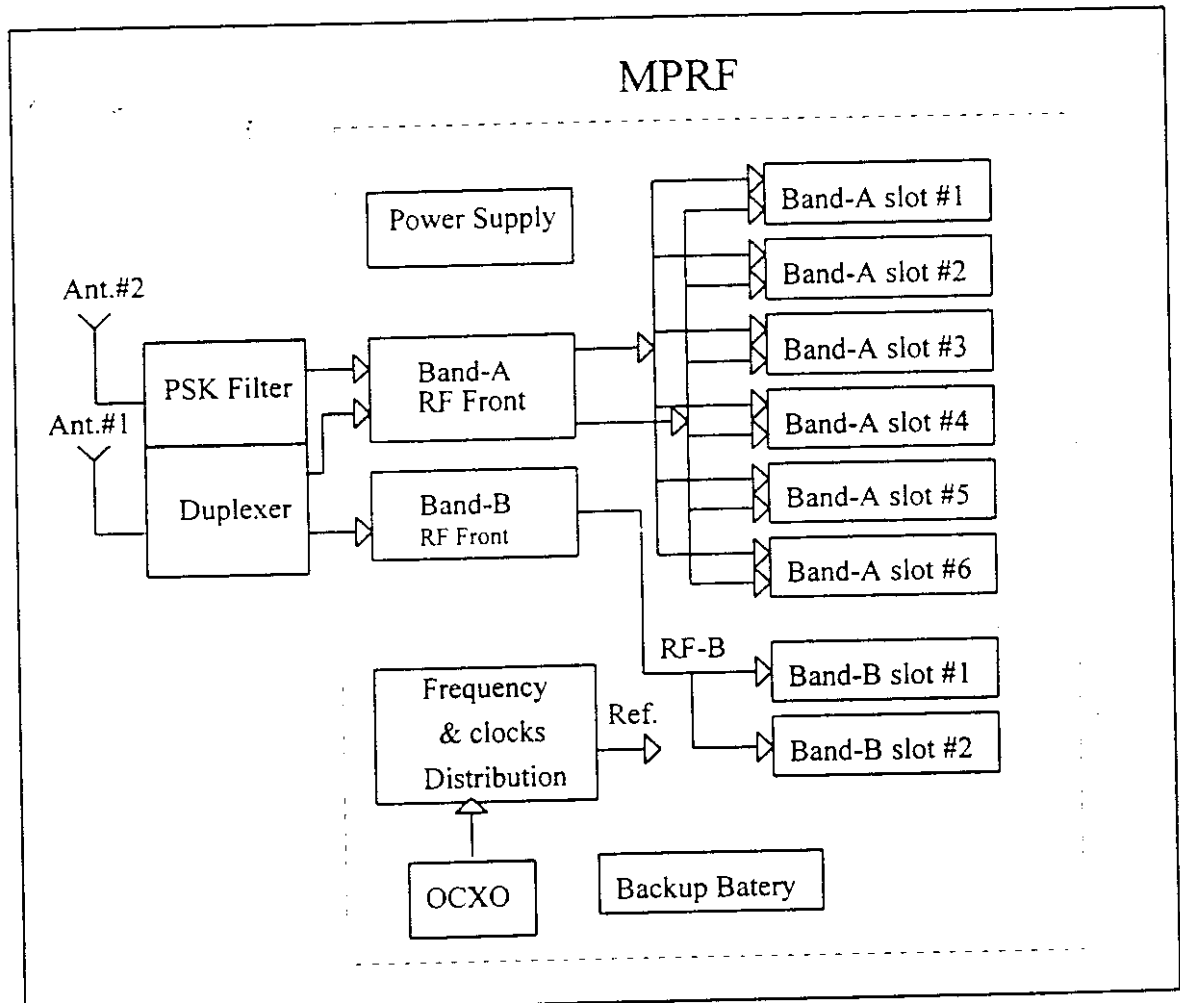 MPRF
Power Supply
Ant.#2
PSK Filter
Ant.#1
Duplexer
Band-A
RF Front
Band-B
RF Front
Band-A slot #1
Band-A slot #2
Band-A slot #3
Band-A slot #4
Band-A slot #5
Band-A slot #6
RF-B
Band-B slot #1
Band-B slot #2
Frequency
& clocks
Distribution
Ref.
OCXO
Backup Batery